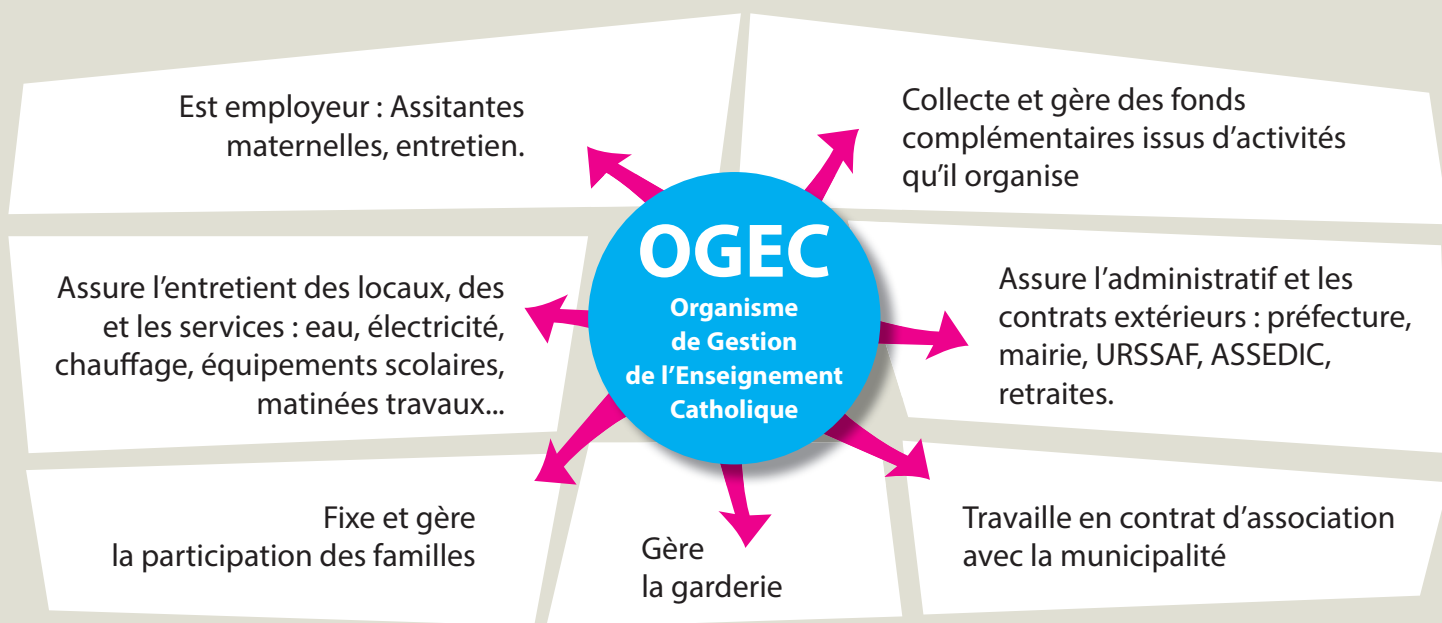 Est employeur : Assitantes
maternelles, entretien.
Collecte et gère des fonds
complémentaires issus d'activités
qu'il organise
OGEC
Organisme
de Gestion
de l'Enseignement
Catholique
Assure l'entretient des locaux, des
et les services : eau, électricité,
chauffage, équipements scolaires,
matinées travaux...
Assure l'administratif et les
contrats extérieurs : préfecture,
mairie, URSSAF, ASSEDIC,
retraites.
Fixe et gère
la participation des familles
Gère
la garderie
Travaille en contrat d'association
avec la municipalité